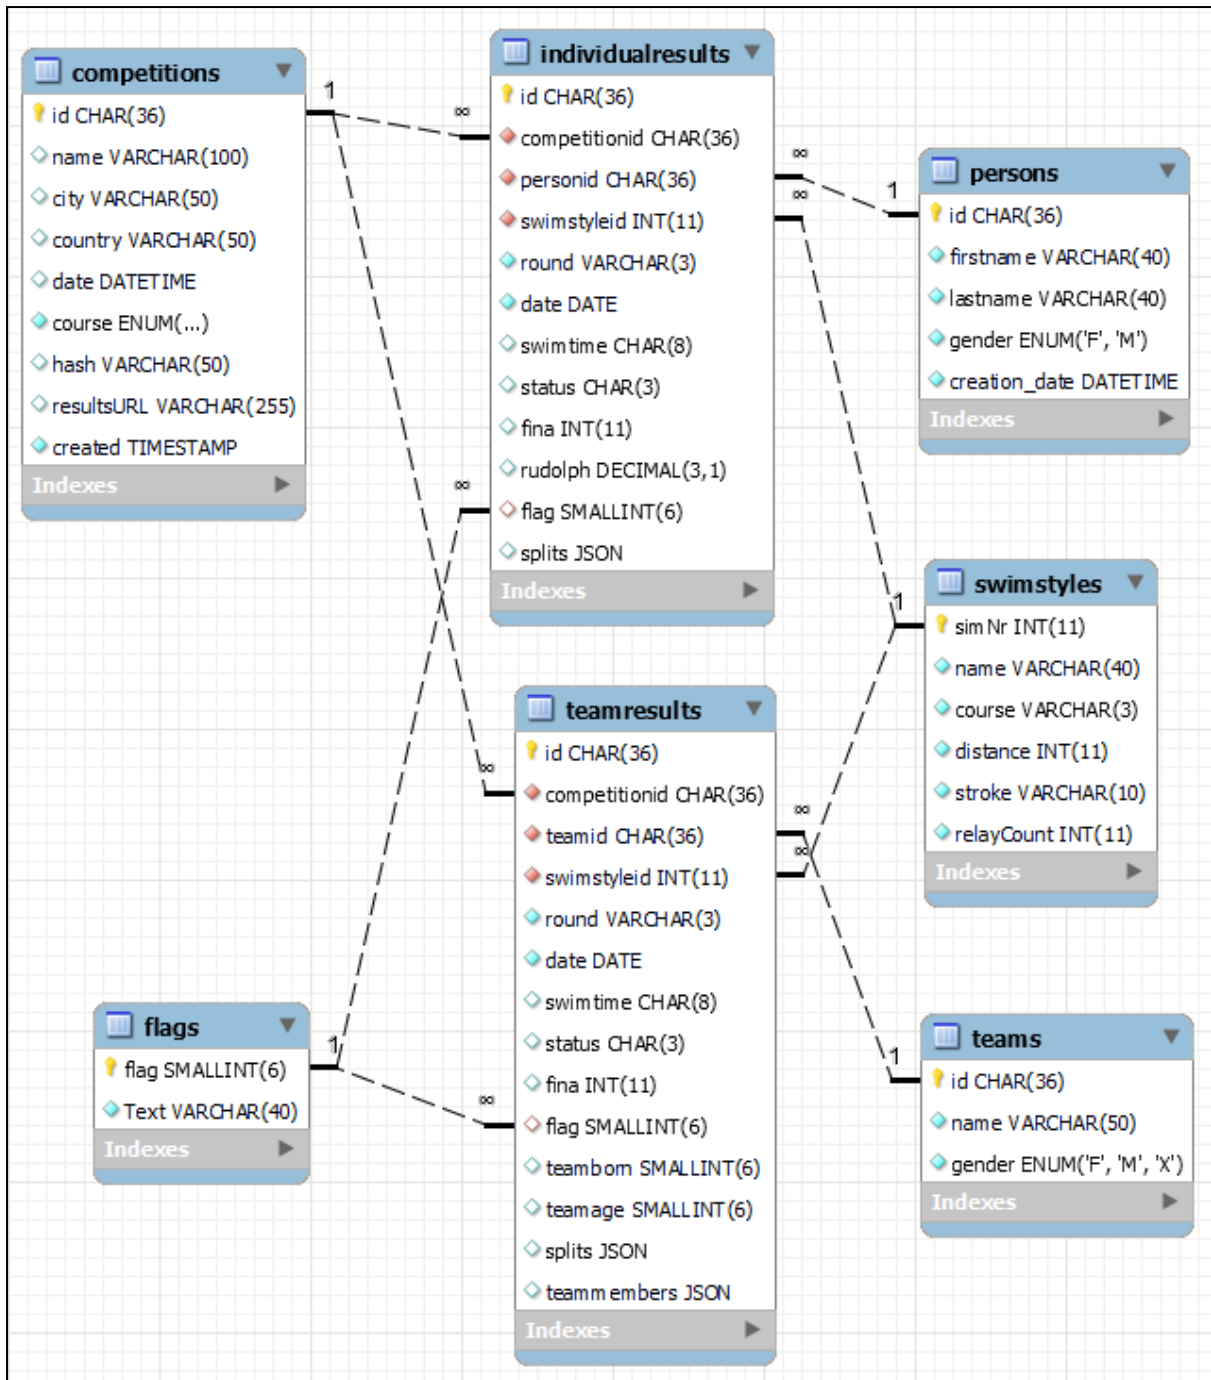 competitions
id CHAR(36)
name VARCHAR(100)
city VARCHAR(50)
country VARCHAR(50)
date DATETIME
course ENUM(...)
hash VARCHAR(50)
resultsURL VARCHAR(255)
created TIMESTAMP
Indexes
1
∞
individualresults
id CHAR(36)
competitionid CHAR(36)
personid CHAR(36)
swimstyleid INT(11)
round VARCHAR(3)
date DATE
swimtime CHAR(8)
status CHAR(3)
fina INT(11)
rudolph DECIMAL(3,1)
flag SMALLINT(6)
splits JSON
Indexes
∞
∞
1
∞
persons
id CHAR(36)
firstname VARCHAR(40)
lastname VARCHAR(40)
gender ENUM('F', 'M')
creation_date DATETIME
Indexes
swimstyles
simNr INT(11)
name VARCHAR(40)
course VARCHAR(3)
distance INT(11)
stroke VARCHAR(10)
relayCount INT(11)
Indexes
1
∞
teamresults
id CHAR(36)
competitionid CHAR(36)
teamid CHAR(36)
swimstyleid INT(11)
round VARCHAR(3)
date DATE
swimtime CHAR(8)
status CHAR(3)
fina INT(11)
flag SMALLINT(6)
teamborn SMALLINT(6)
teamage SMALLINT(6)
splits JSON
teammembers JSON
Indexes
∞
∞
flags
flag SMALLINT(6)
Text VARCHAR(40)
Indexes
1
∞
1
teams
id CHAR(36)
name VARCHAR(50)
gender ENUM('F', 'M', 'X')
Indexes